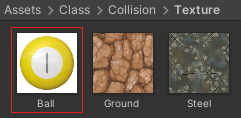 Assets > Class > Collision > Texture
Ball Ground Steel